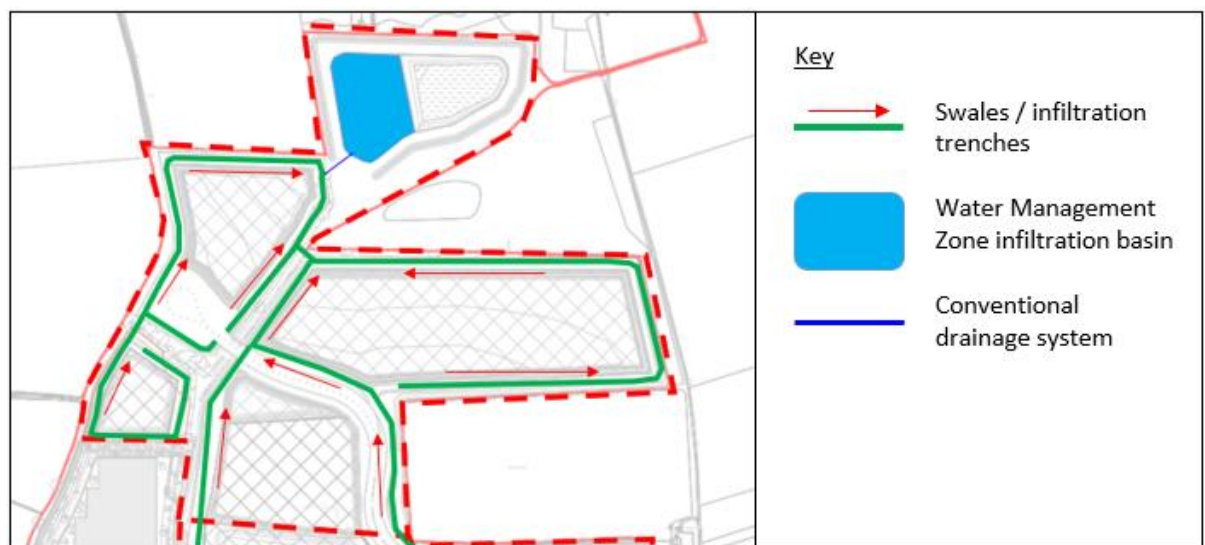 Key
Swales / infiltration
trenches
Water Management
Zone infiltration basin
Conventional
drainage system